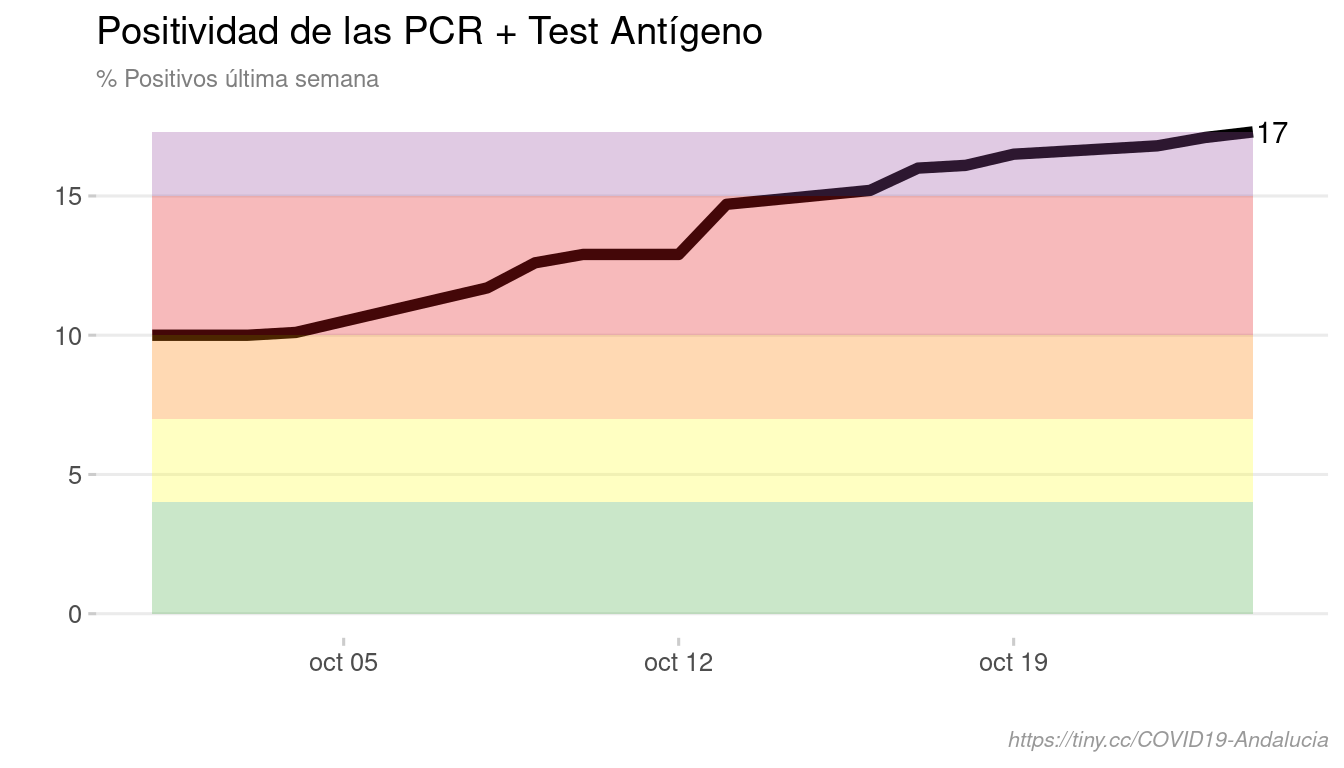 Positividad de las PCR + Test Antígeno
% Positivos última semana
17
15
10
5
0
oct 05 oct 12 oct 19
https://tiny.cc/COVID19-Andalucia